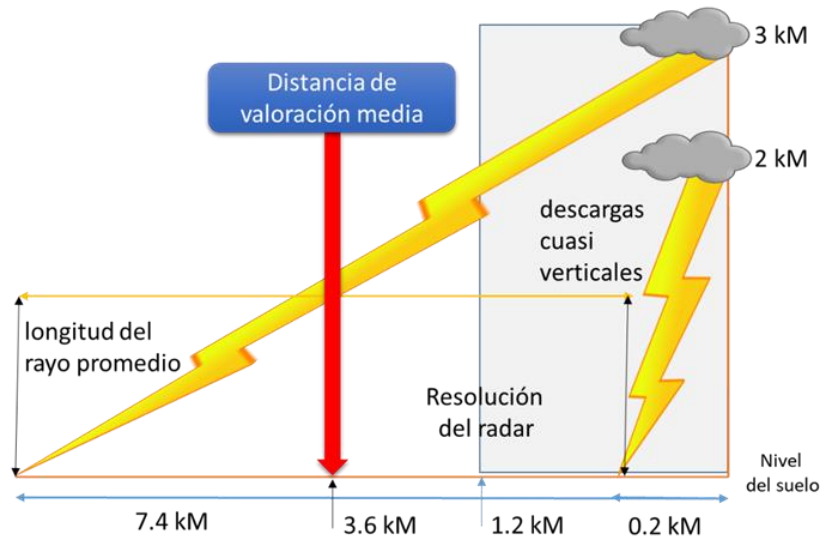 3 kM
Distancia de
valoración media
2 kM
descargas
cuasi
verticales
longitud del
rayo promedio
Resolución
del radar
Nivel
del suelo
7.4 kM
3.6 kM
1.2 kM
0.2 kM